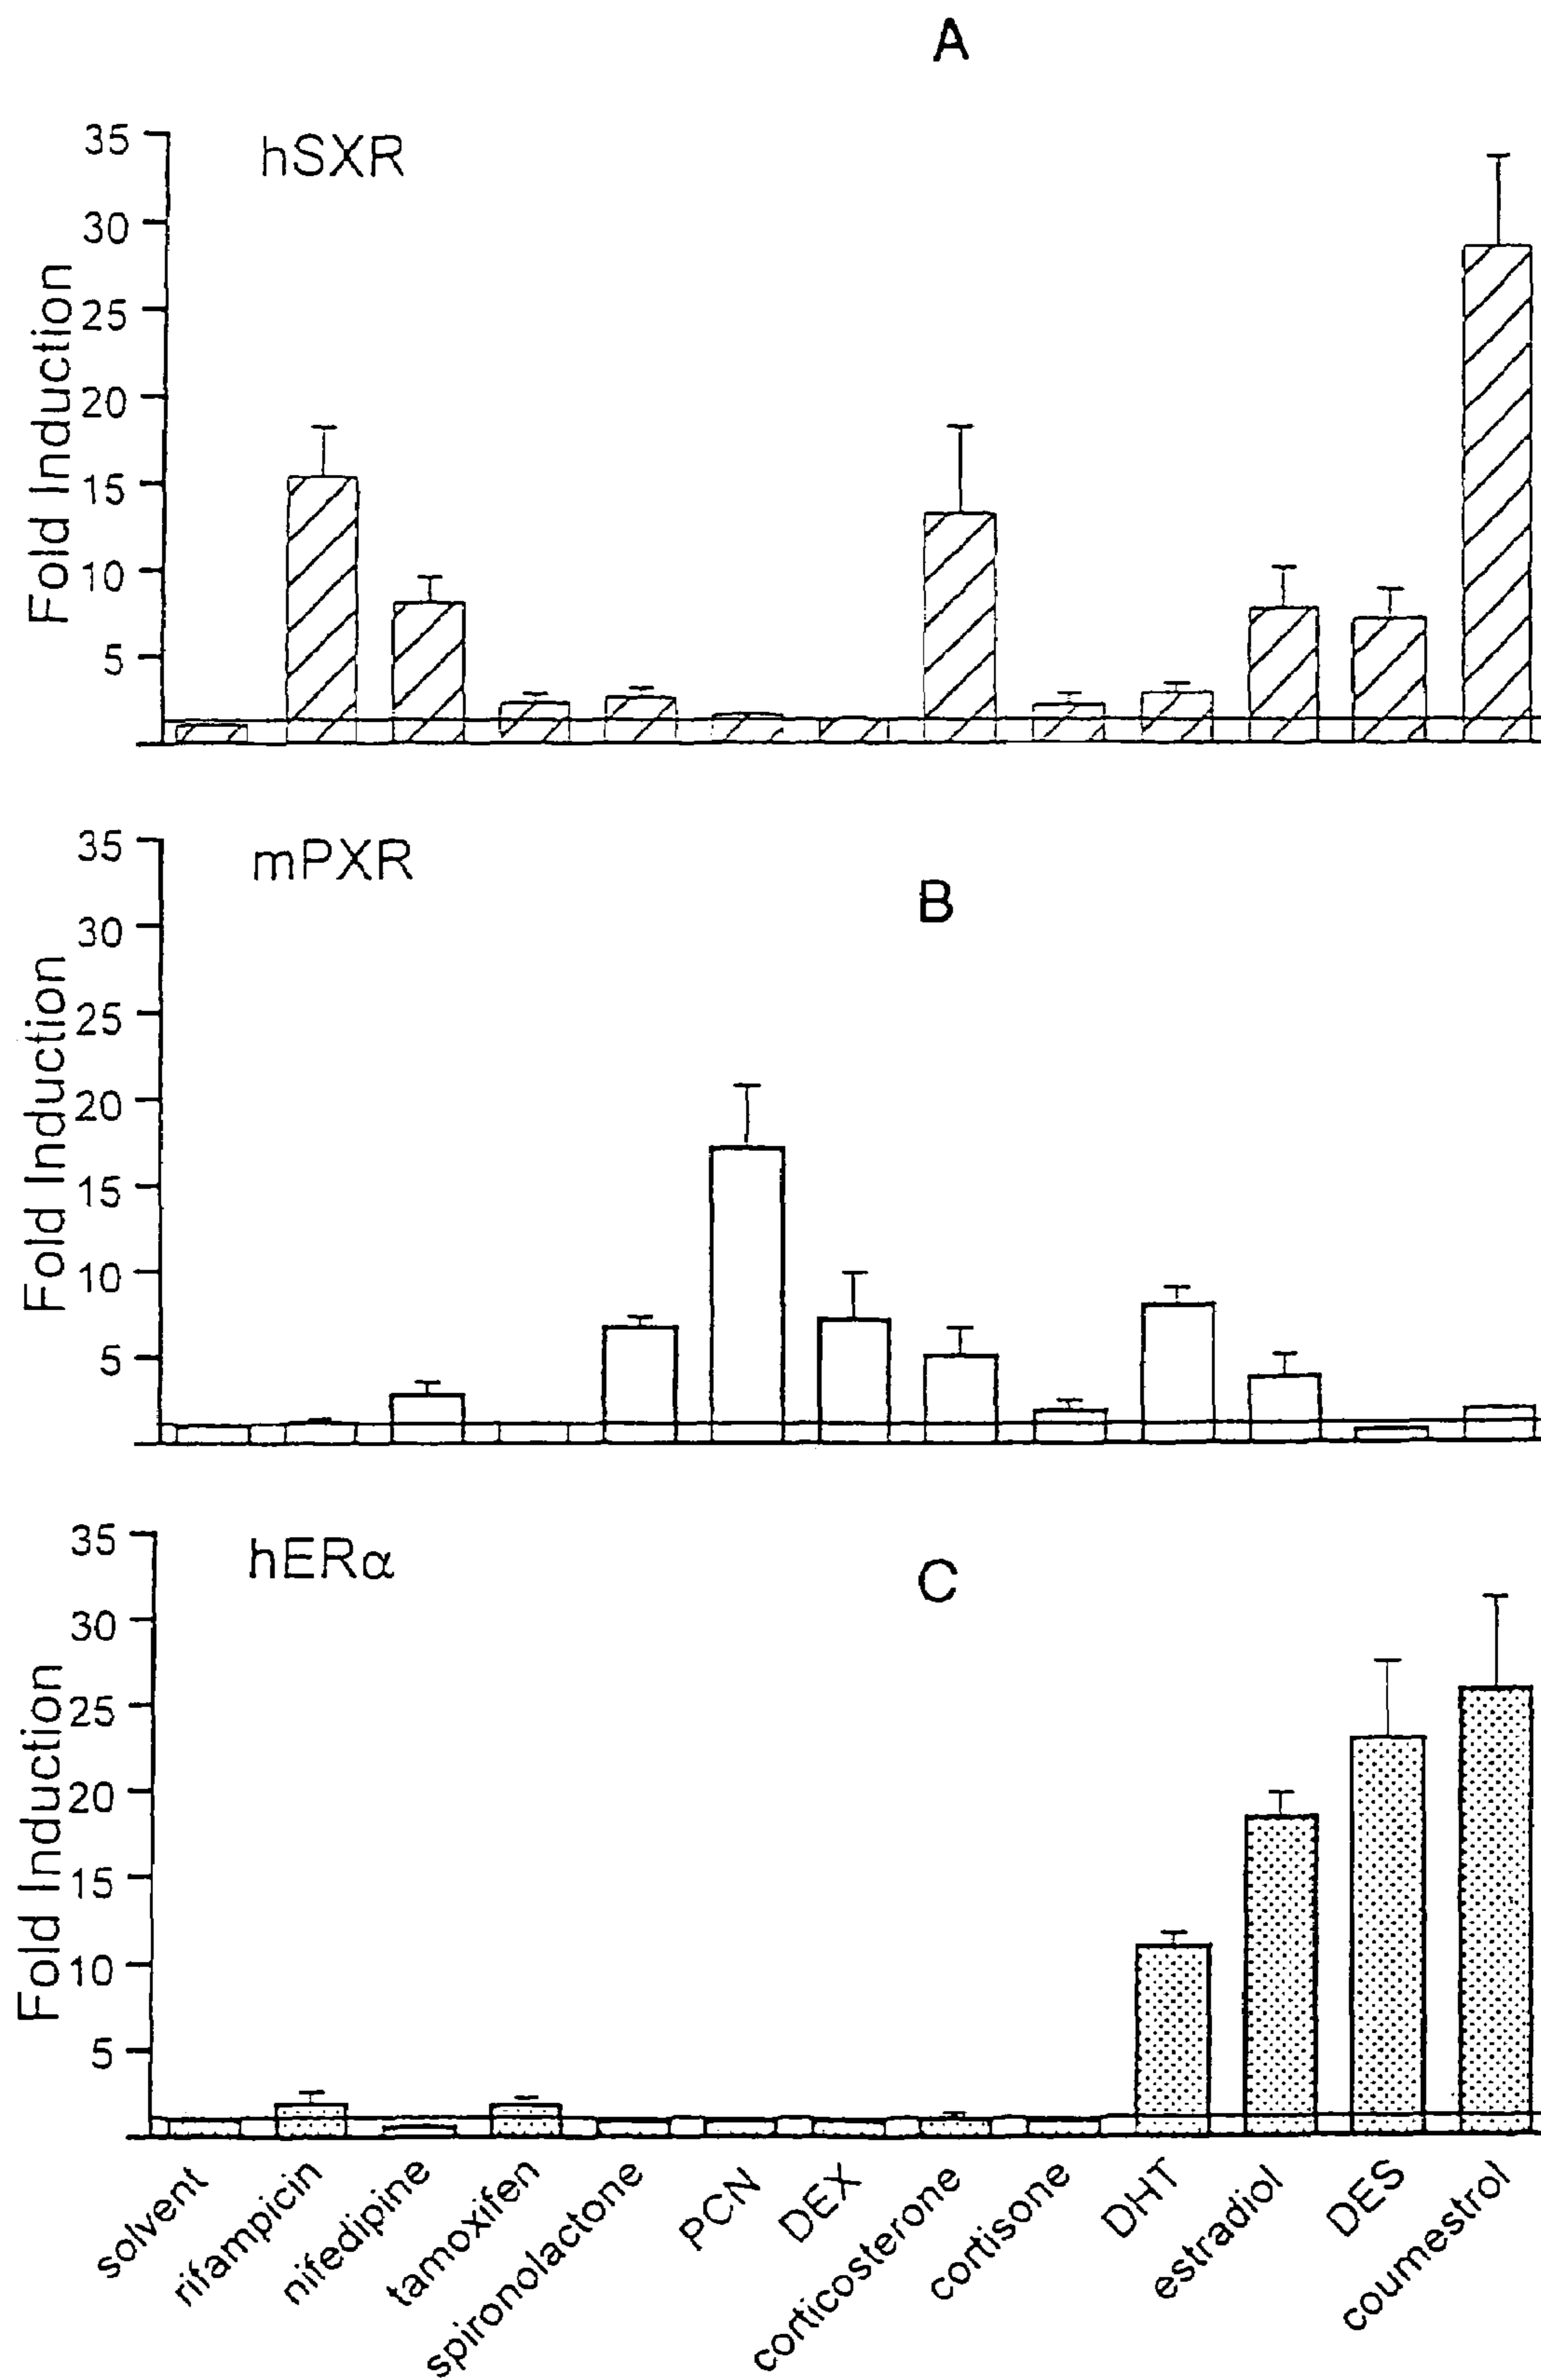 A
hSXR
Fold Induction
35
30
25
20
15
10
5
mPXR
B
Fold Induction
35
30
25
20
15
10
5
hERα
C
Fold Induction
35
30
25
20
15
10
5
solvent
rifampicin
nifedipine
tamoxifen
spironolactone
PCN
DEX
corticosterone
cortisone
DHT
estradiol
DES
coumestrol